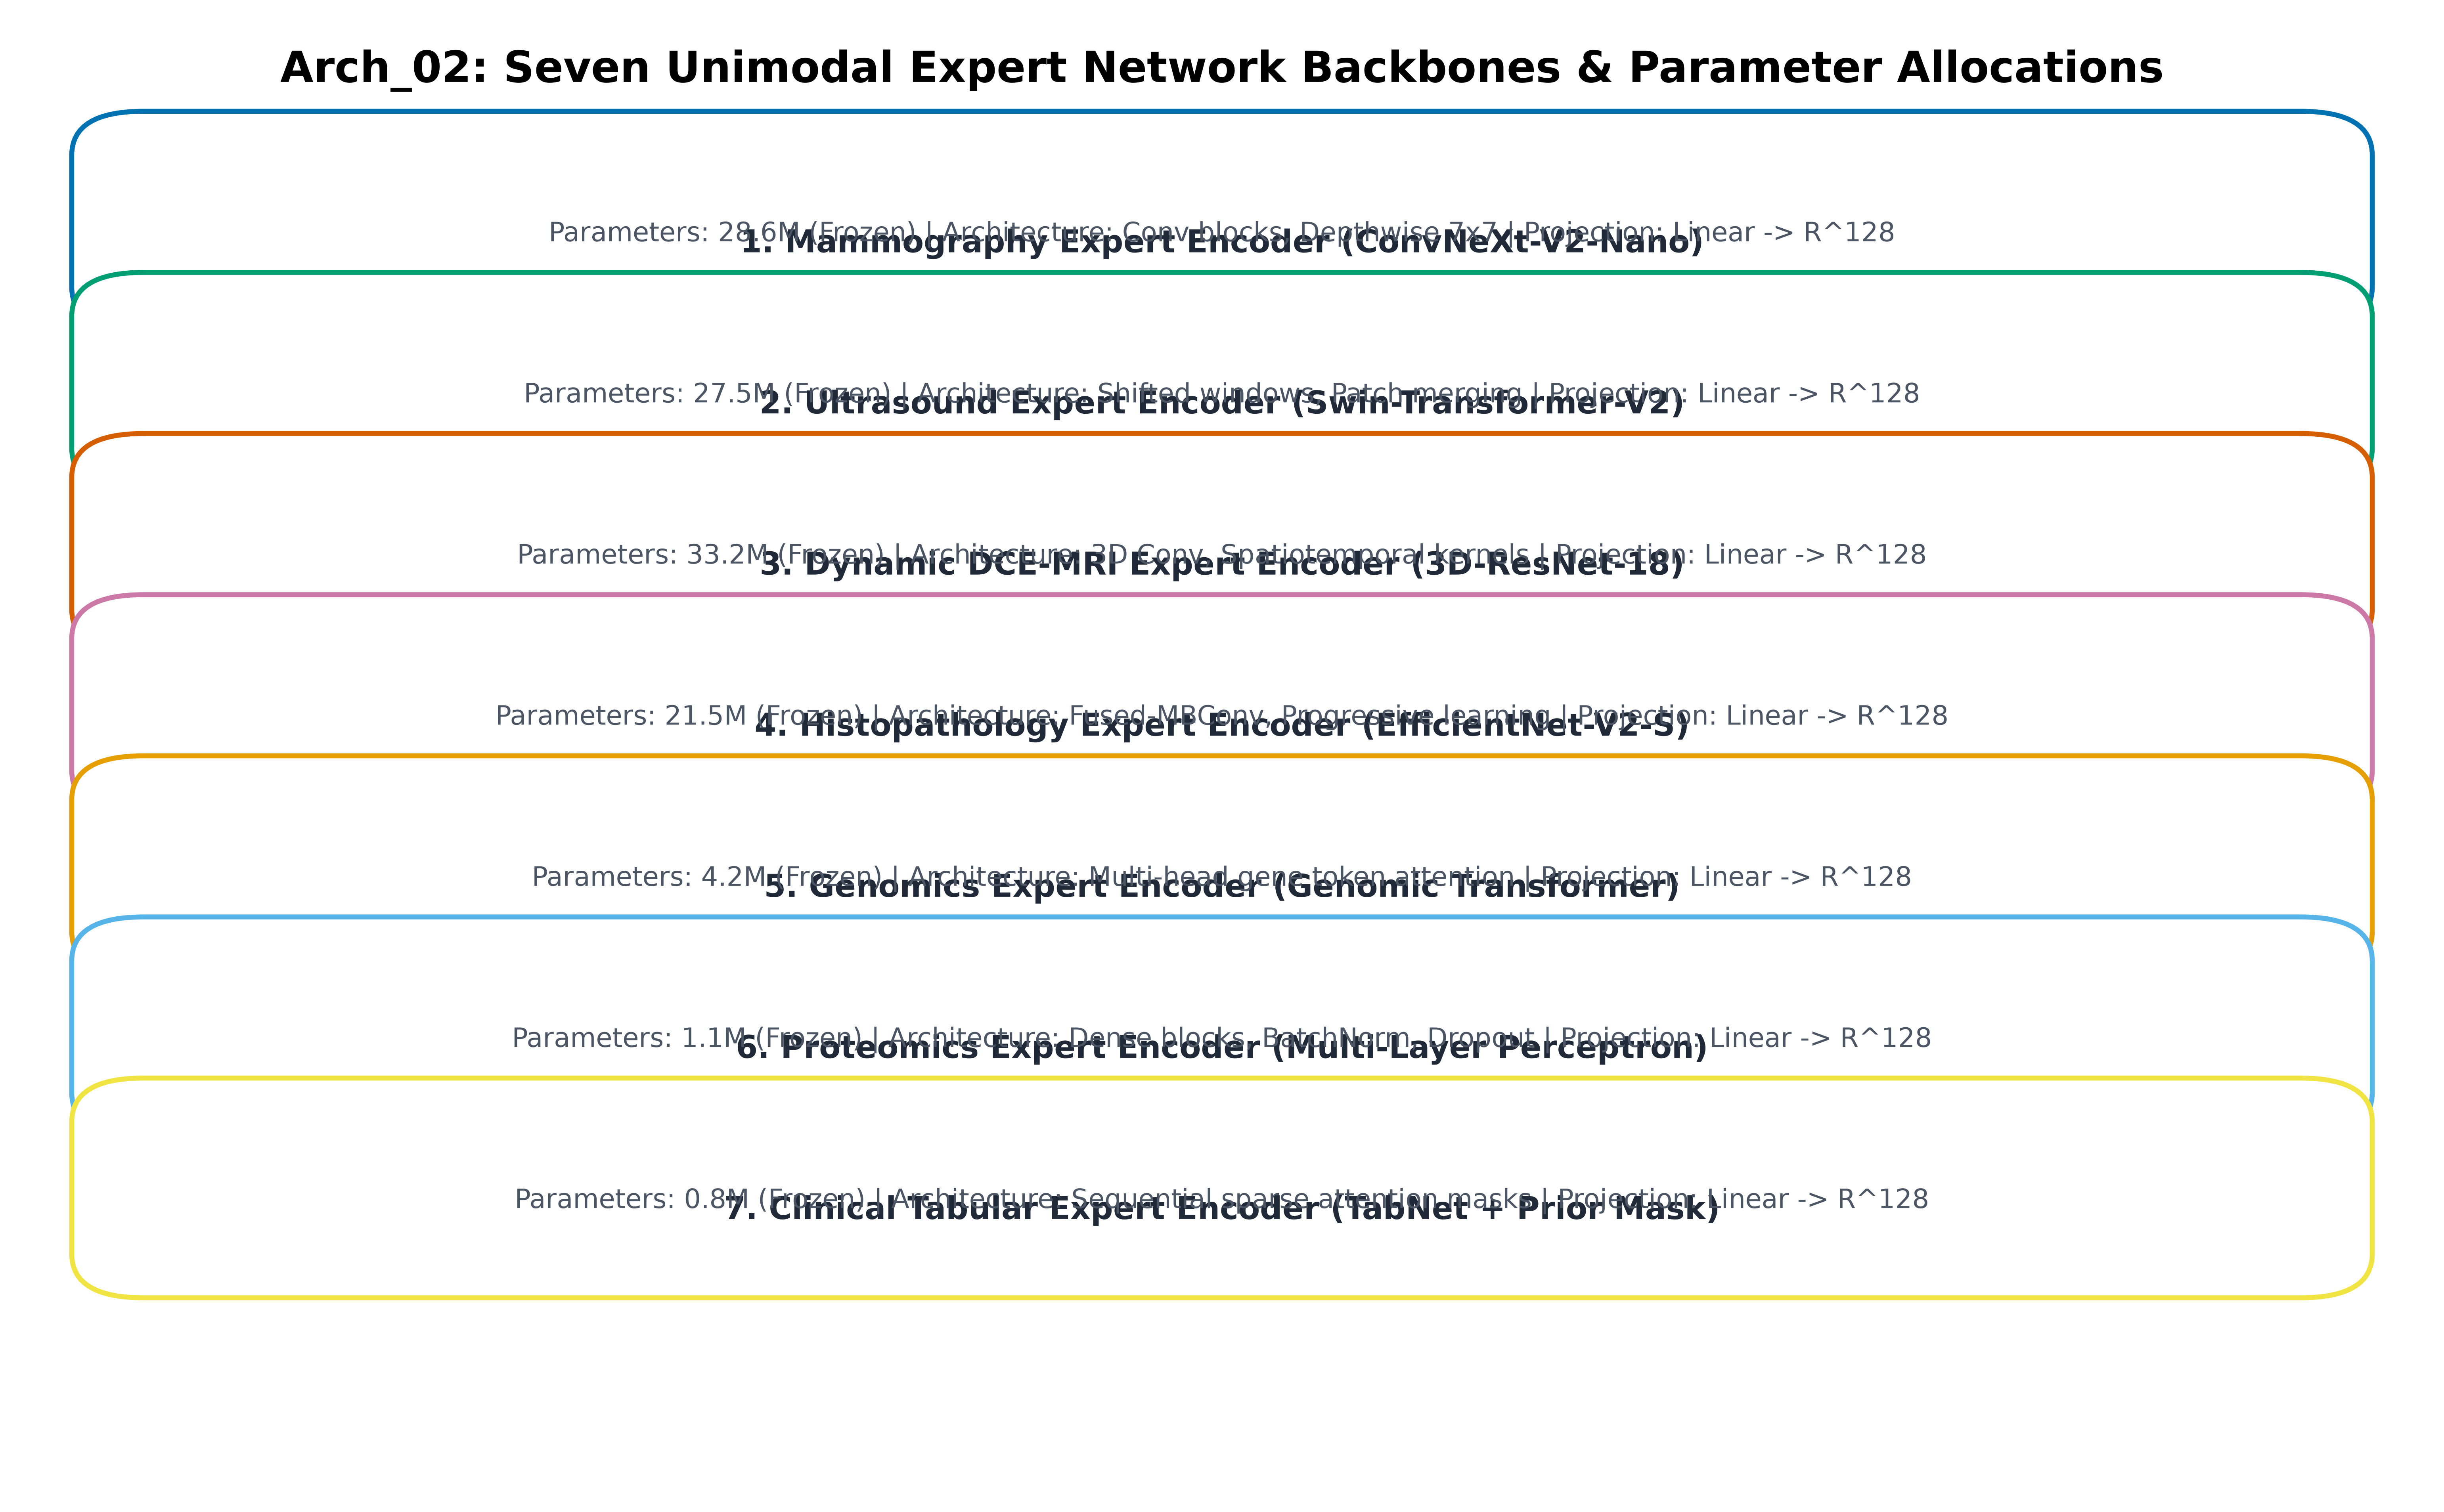 Arch_02: Seven Unimodal Expert Network Backbones & Parameter Allocations
Parameters: 28.6M (Frozen) | Architecture: Conv blocks, Depthwise 7x7 | Projection: Linear -> R^128
1. Mammography Expert Encoder (ConvNeXt-V2-Nano)
Parameters: 27.5M (Frozen) | Architecture: Shifted windows, Patch merging | Projection: Linear -> R^128
2. Ultrasound Expert Encoder (Swin-Transformer-V2)
Parameters: 33.2M (Frozen) | Architecture: 3D Conv, Spatiotemporal kernels | Projection: Linear -> R^128
3. Dynamic DCE-MRI Expert Encoder (3D-ResNet-18)
Parameters: 21.5M (Frozen) | Architecture: Fused-MBConv, Progressive learning | Projection: Linear -> R^128
4. Histopathology Expert Encoder (EfficientNet-V2-S)
Parameters: 4.2M (Frozen) | Architecture: Multi-head gene token attention | Projection: Linear -> R^128
5. Genomics Expert Encoder (Genomic Transformer)
Parameters: 1.1M (Frozen) | Architecture: Dense blocks, BatchNorm, Dropout | Projection: Linear -> R^128
6. Proteomics Expert Encoder (Multi-Layer Perceptron)
Parameters: 0.8M (Frozen) | Architecture: Sequential sparse attention masks | Projection: Linear -> R^128
7. Clinical Tabular Expert Encoder (TabNet + Prior Mask)